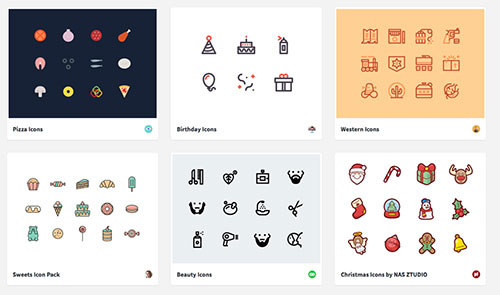 Pizza Icons
Birthday Icons
Western Icons
Sweets Icon Pack
Beauty Icons
Christmas Icons by NAS ZTUDIO